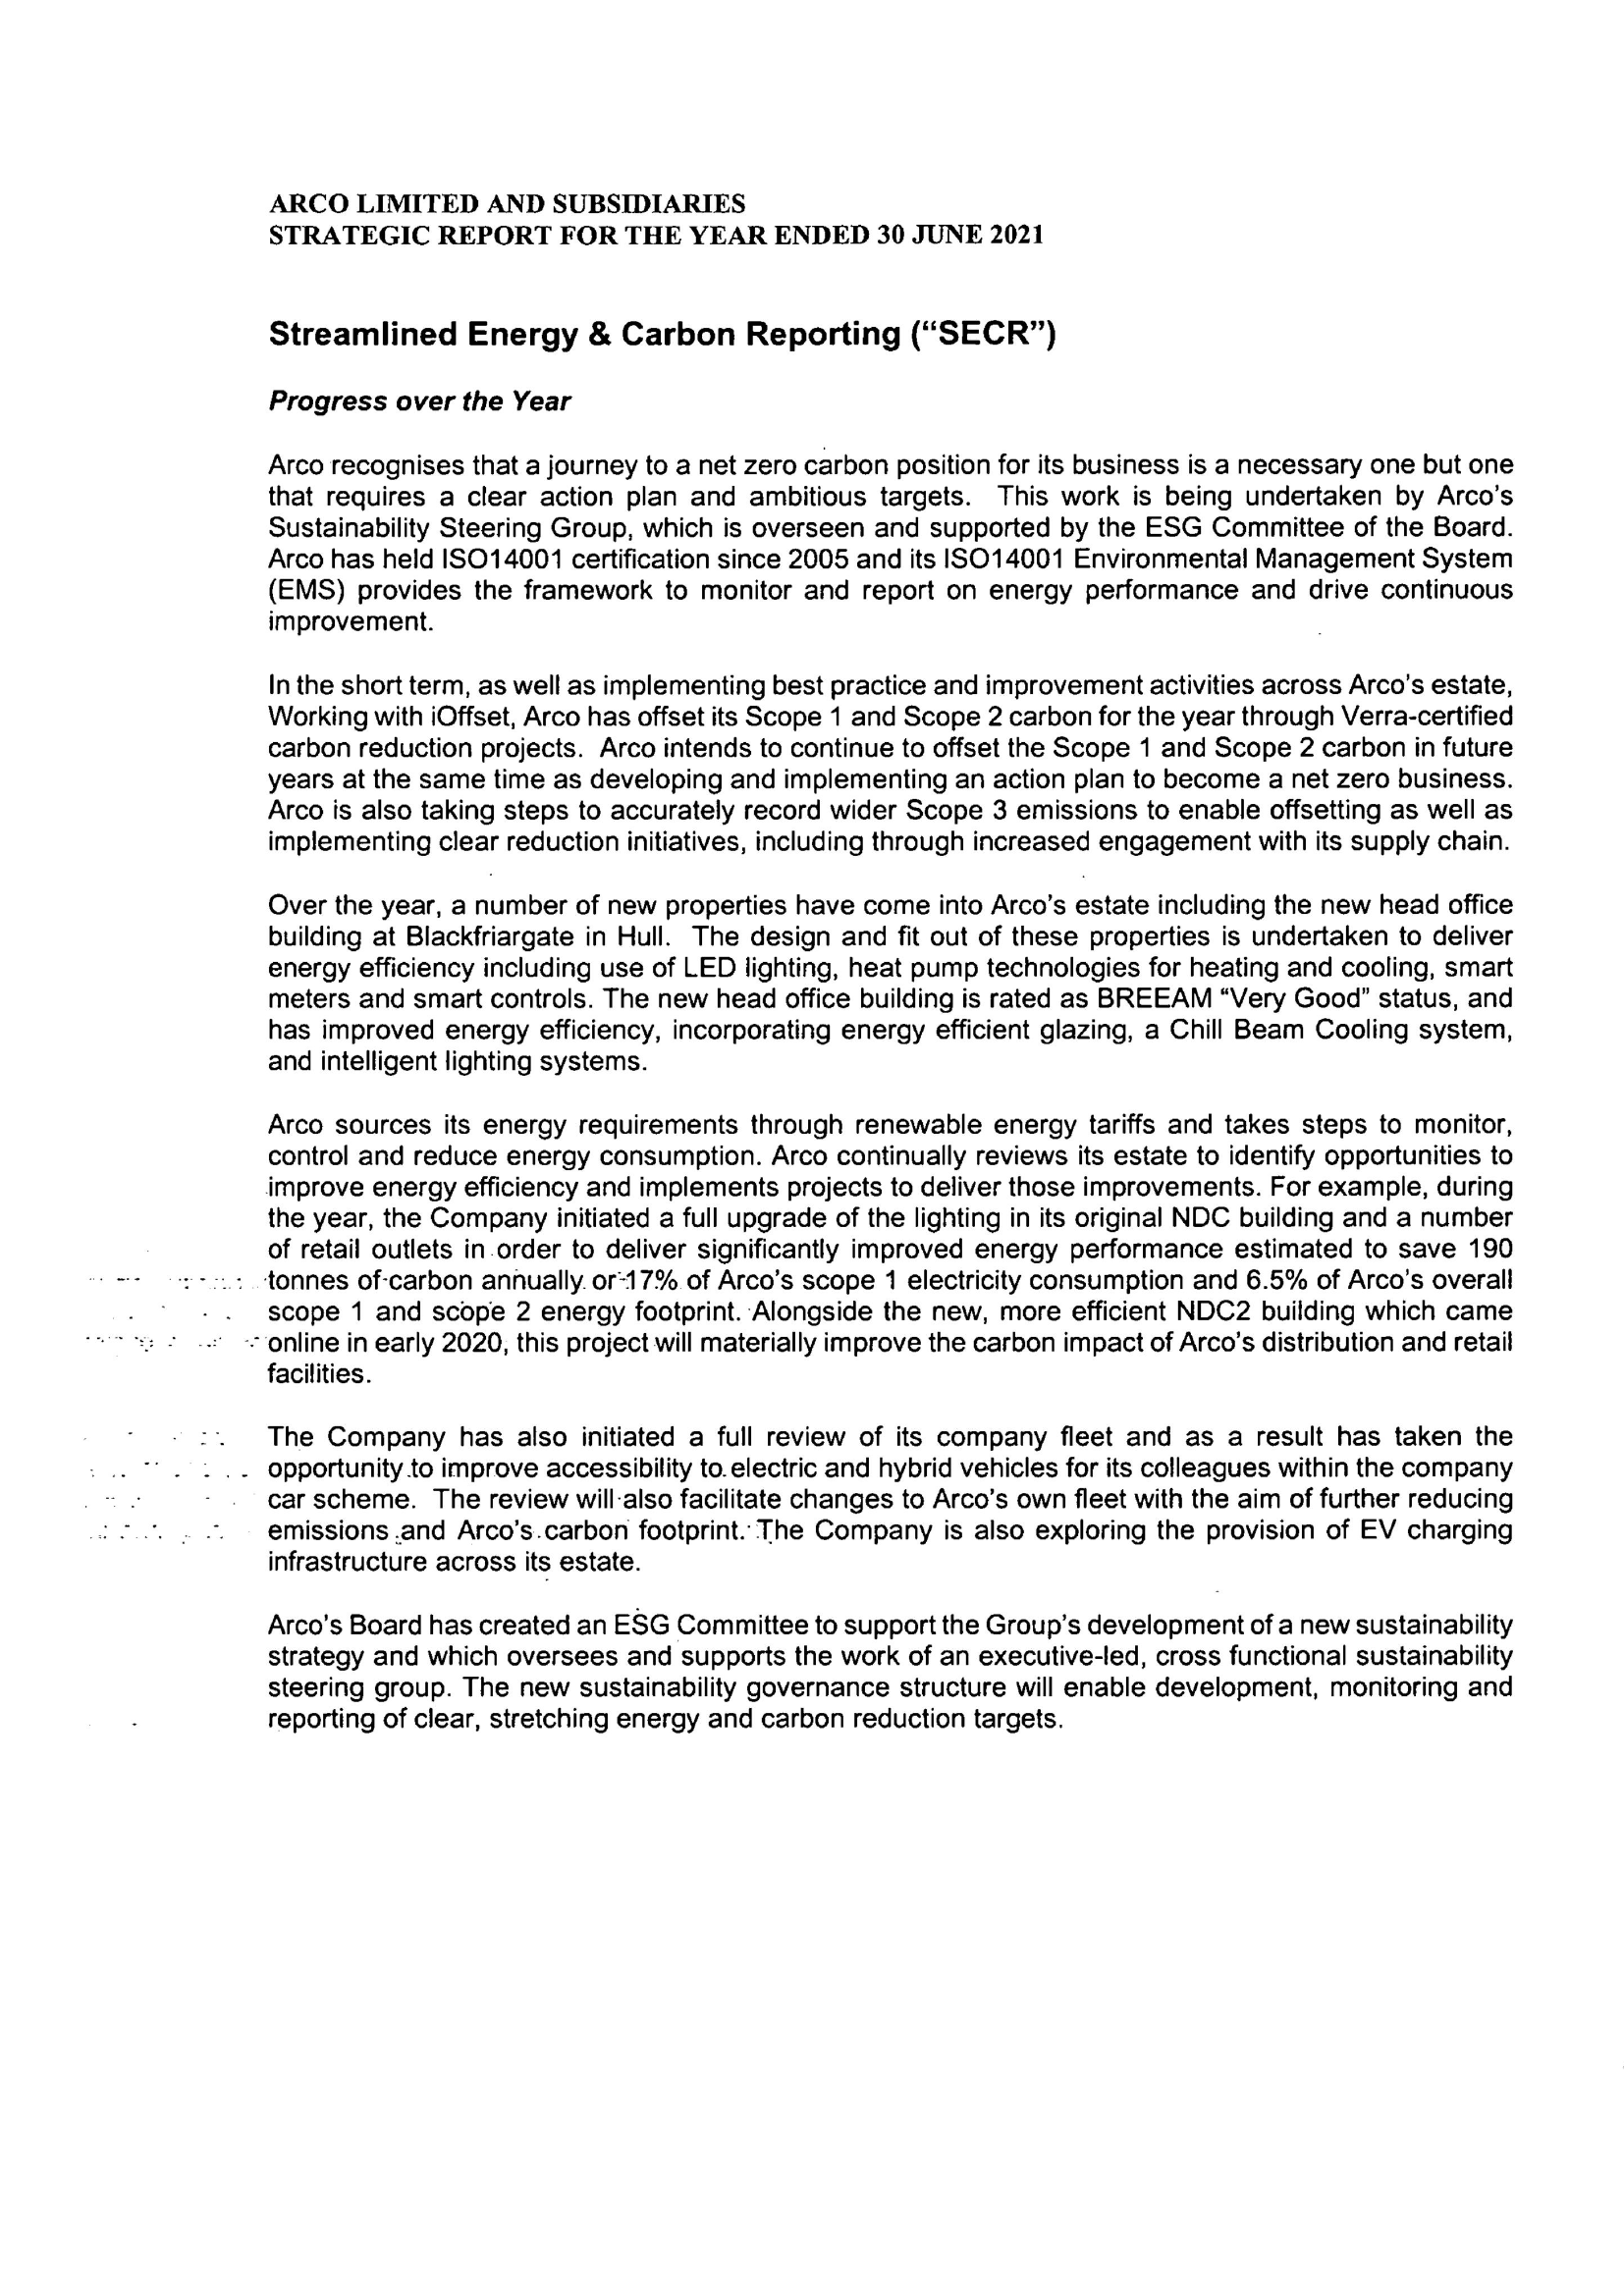 ARCO LIMITED AND SUBSIDIARIES
STRATEGIC REPORT FOR THE YEAR ENDED 30 JUNE 2021
Streamlined Energy & Carbon Reporting (“SECR”)
Progress over the Year
Arco recognises that a journey to a net zero carbon position for its business is a necessary one but one
that requires a clear action plan and ambitious targets. This work is being undertaken by Arco's
Sustainability Steering Group, which is overseen and supported by the ESG Committee of the Board.
Arco has held ISO14001 certification since 2005 and its ISO14001 Environmental Management System
(EMS) provides the framework to monitor and report on energy performance and drive continuous
improvement.
In the short term, as well as implementing best practice and improvement activities across Arco's estate,
Working with iOffset, Arco has offset its Scope 1 and Scope 2 carbon for the year through Verra-certified
carbon reduction projects. Arco intends to continue to offset the Scope 1 and Scope 2 carbon in future
years at the same time as developing and implementing an action plan to become a net zero business.
Arco is also taking steps to accurately record wider Scope 3 emissions to enable offsetting as well as
implementing clear reduction initiatives, including through increased engagement with its supply chain.
Over the year, a number of new properties have come into Arco's estate including the new head office
building at Blackfriargate in Hull. The design and fit out of these properties is undertaken to deliver
energy efficiency including use of LED lighting, heat pump technologies for heating and cooling, smart
meters and smart controls. The new head office building is rated as BREEAM “Very Good” status, and
has improved energy efficiency, incorporating energy efficient glazing, a Chill Beam Cooling system,
and intelligent lighting systems.
Arco sources its energy requirements through renewable energy tariffs and takes steps to monitor,
control and reduce energy consumption. Arco continually reviews its estate to identify opportunities to
improve energy efficiency and implements projects to deliver those improvements. For example, during
the year, the Company initiated a full upgrade of the lighting in its original NDC building and a number
of retail outlets in order to deliver significantly improved energy performance estimated to save 190
tonnes of carbon annually or 17% of Arco's scope 1 electricity consumption and 6.5% of Arco's overall
scope 1 and scope 2 energy footprint. Alongside the new, more efficient NDC2 building which came
online in early 2020, this project will materially improve the carbon impact of Arco's distribution and retail
facilities.
The Company has also initiated a full review of its company fleet and as a result has taken the
opportunity to improve accessibility to electric and hybrid vehicles for its colleagues within the company
car scheme. The review will also facilitate changes to Arco's own fleet with the aim of further reducing
emissions and Arco's carbon footprint. The Company is also exploring the provision of EV charging
infrastructure across its estate.
Arco's Board has created an ESG Committee to support the Group's development of a new sustainability
strategy and which oversees and supports the work of an executive-led, cross functional sustainability
steering group. The new sustainability governance structure will enable development, monitoring and
reporting of clear, stretching energy and carbon reduction targets.